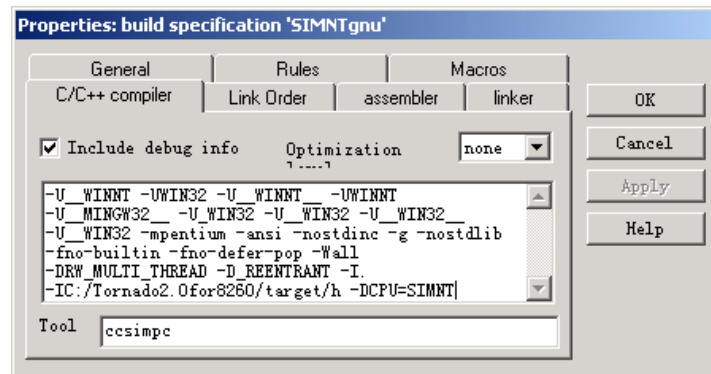 Properties: build specification 'SIMNTgnu'
General Rules Macros
C/C++ compiler Link Order assembler linker
OK
Include debug info Optimization none
Cancel
-U__WINNT -UWIN32 -U__WINNT__ -UWINNT
Apply
-U__MINGW32__ -U_WIN32 -U__WIN32 -U__WIN32__
Help
-U__WIN32 -mpentium -ansi -nostdinc -g -nostdlib
-fno-builtin -fno-defer-pop -Wall
-DRW_MULTI_THREAD -D_REENTRANT -I.
-IC:/Tornado2.0for8260/target/h -DCPU=SIMNT
Tool ccsimpc